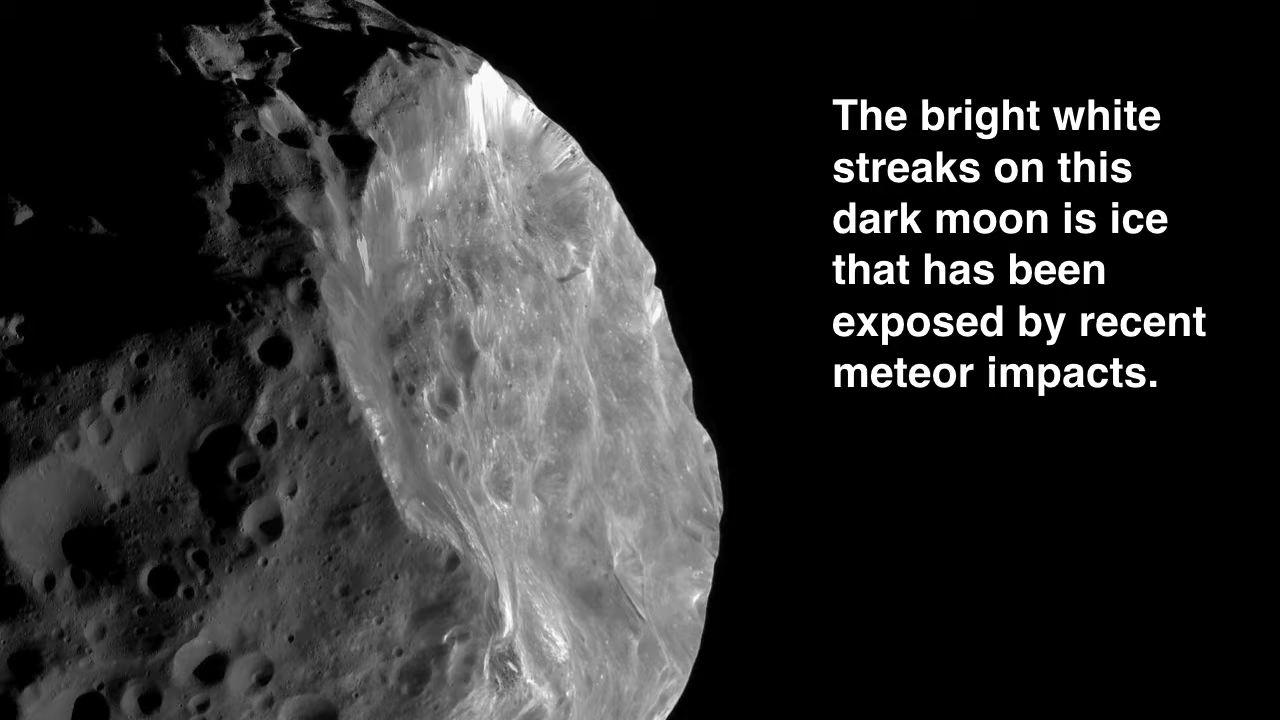 The bright white
streaks on this
dark moon is ice
that has been
exposed by recent
meteor impacts.